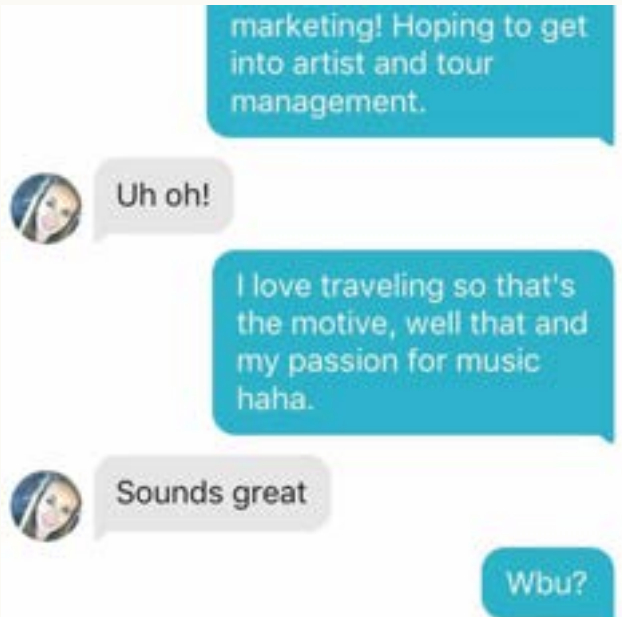 marketing! Hoping to get
into artist and tour
management.
Uh oh!
I love traveling so that's
the motive, well that and
my passion for music
haha.
Sounds great
Wbu?